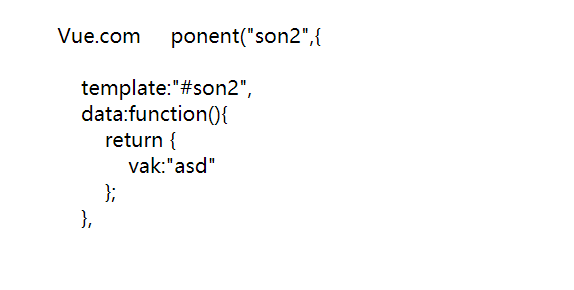 Vue.com ponent("son2",{
template:"#son2",
data:function(){
return {
vak:"asd"
};
},